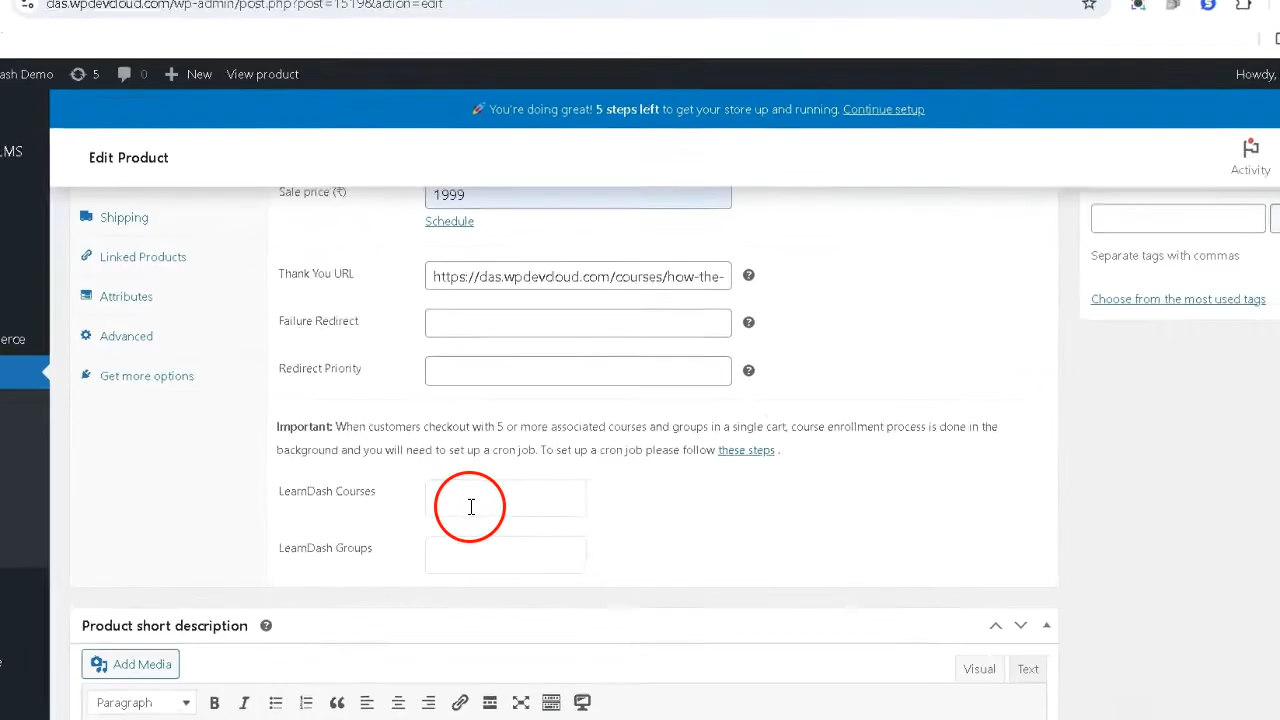 das.wpdevcloud.com/wp-admin/post.php?post=1519&action=edit
ash Demo 5 0 New View product Howdy,
🚀 You're doing great! 5 steps left to get your store up and running. Continue setup
LMS
Edit Product
Activity
Sale price (₹) 1999
Schedule
Shipping
Linked Products
Attributes
Advanced
Get more options
erce
Thank You URL https://das.wpdevcloud.com/courses/how-the-
Failure Redirect
Redirect Priority
Important: When customers checkout with 5 or more associated courses and groups in a single cart, course enrollment process is done in the
background and you will need to set up a cron job. To set up a cron job please follow these steps .
LearnDash Courses
LearnDash Groups
Separate tags with commas
Choose from the most used tags
Product short description
Add Media
Visual Text
Paragraph